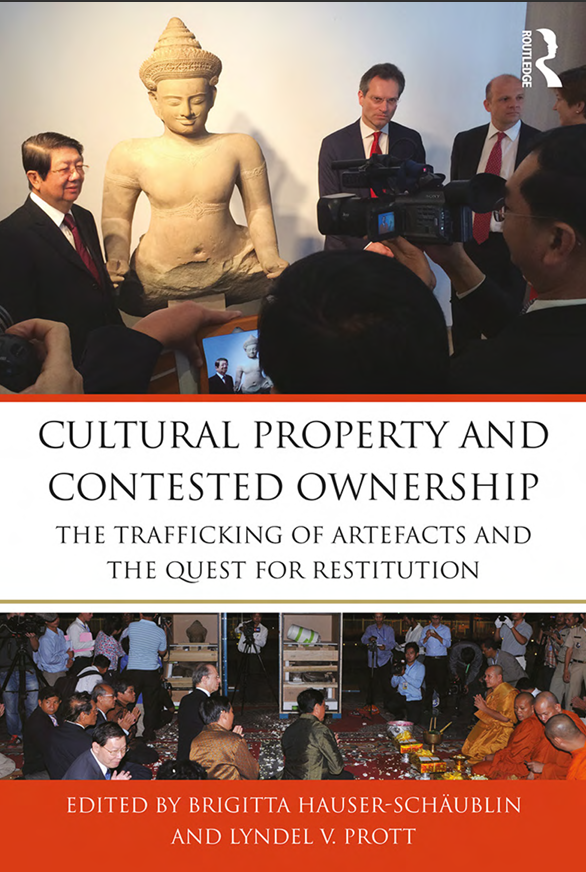 ROUTLEDGE
CULTURAL PROPERTY AND
CONTESTED OWNERSHIP
THE TRAFFICKING OF ARTEFACTS AND
THE QUEST FOR RESTITUTION
EDITED BY BRIGITTA HAUSER-SCHÄUBLIN
AND LYNDEL V. PROTT